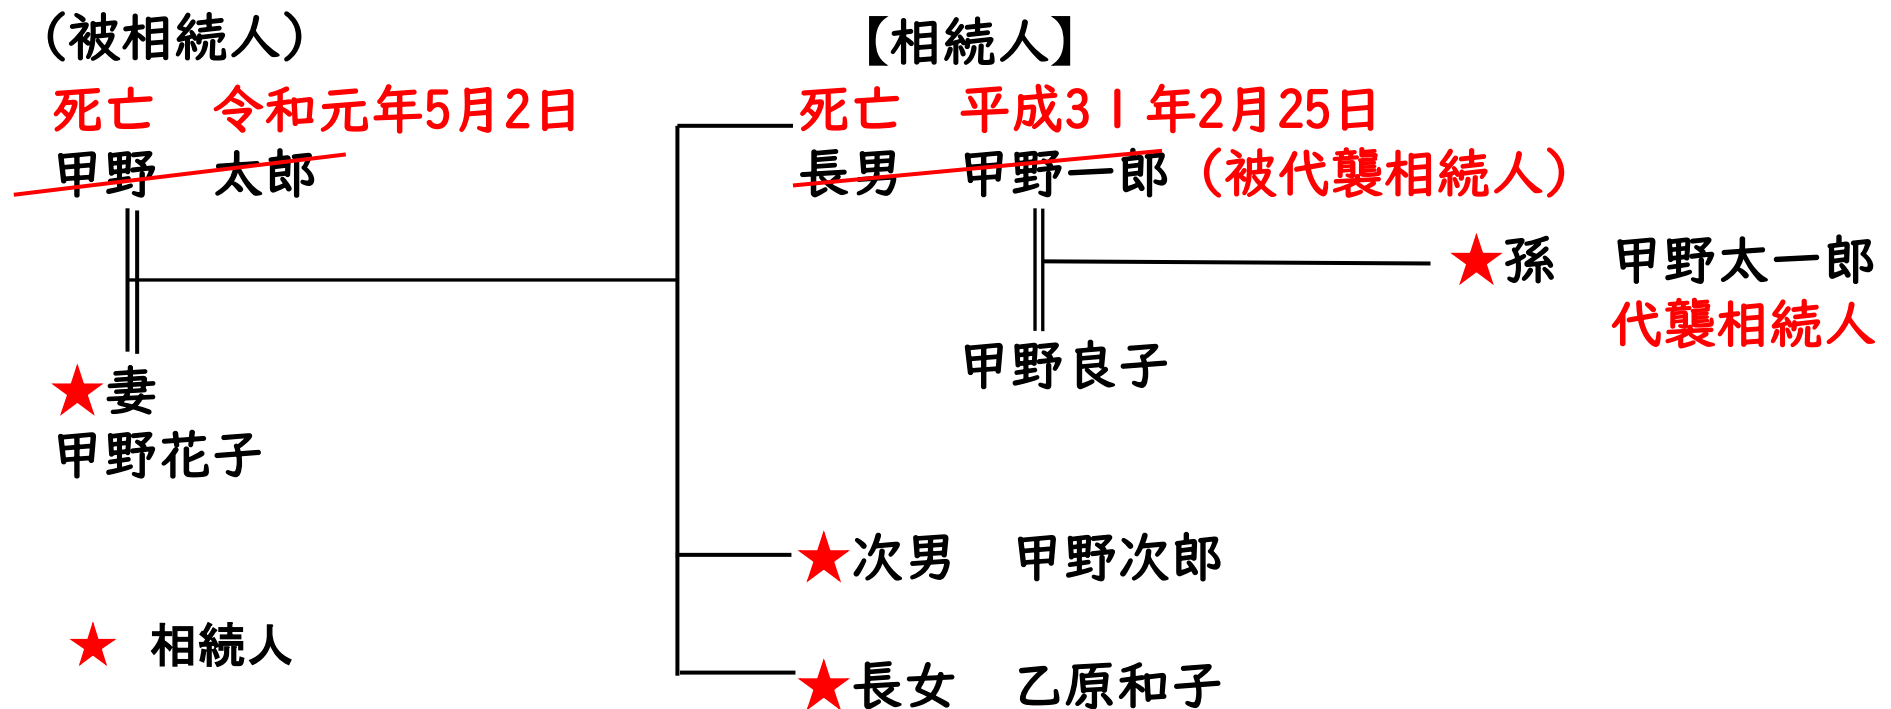 （被相続人）
死亡　令和元年5月2日
甲野　太郎
★妻
甲野花子
★ 相続人
【相続人】
死亡　平成31年2月25日
長男　甲野一郎（被代襲相続人）
甲野良子
★孫　甲野太一郎
代襲相続人
★次男　甲野次郎
★長女　乙原和子